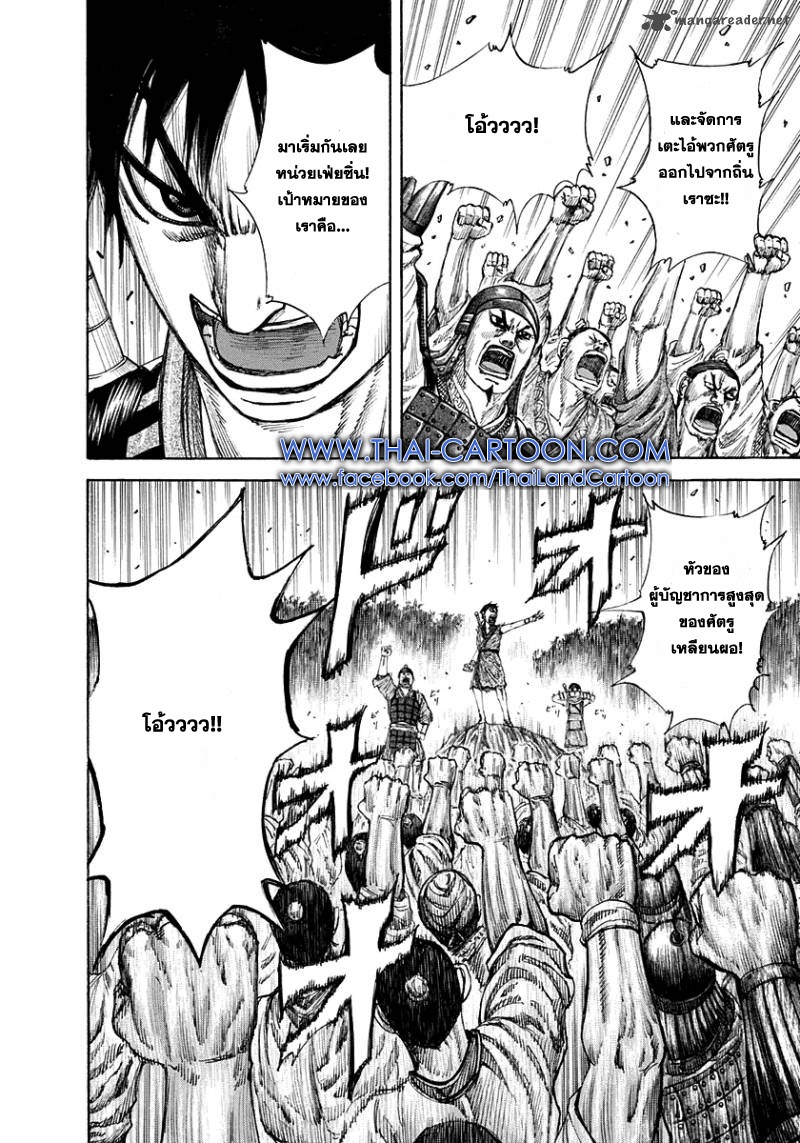 mangareader.net
และจัดการ
เตะไอ้พวกศัตรู
ออกไปจากถิ่น
เราซะ!!
โอ้วววว!
มาเริ่มกันเลย
หน่วยเฟ่ยซิ่น!
เป้าหมายของ
เราคือ...
WWW.THAI-CARTOON.COM
www.facebook.com/ThaiLandCartoon
หัวของ
ผู้บัญชาการสูงสุด
ของศัตรู
เหลียนผอ!
โอ้วววว!!
ド
オ
オ
オ
オ
オ